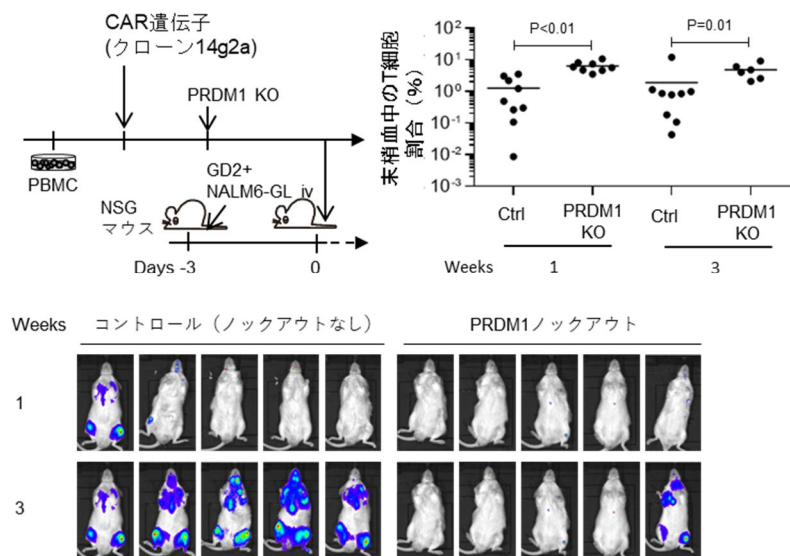 CAR遺伝子
(クローン14g2a)
PRDM1 KO
PBMC
GD2+
NALM6-GL iv
NSG
マウス
Days -3
0
末梢血中のT細胞
割合（%）
10²
10¹
10⁰
10⁻¹
10⁻²
10⁻³
P<0.01
P=0.01
Ctrl
PRDM1
KO
Ctrl
PRDM1
KO
Weeks
1
3
Weeks
コントロール（ノックアウトなし）
PRDM1ノックアウト
1
3